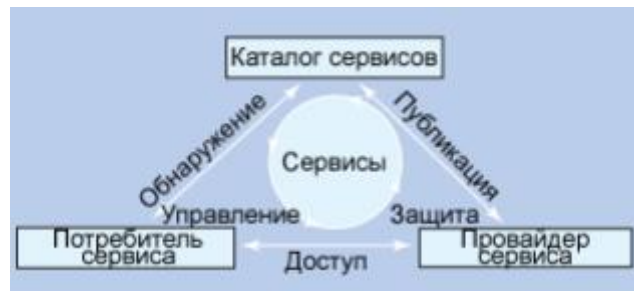 Каталог сервисов
Обнаружение
Публикация
Сервисы
Управление
Защита
Потребитель
сервиса
Доступ
Провайдер
сервиса